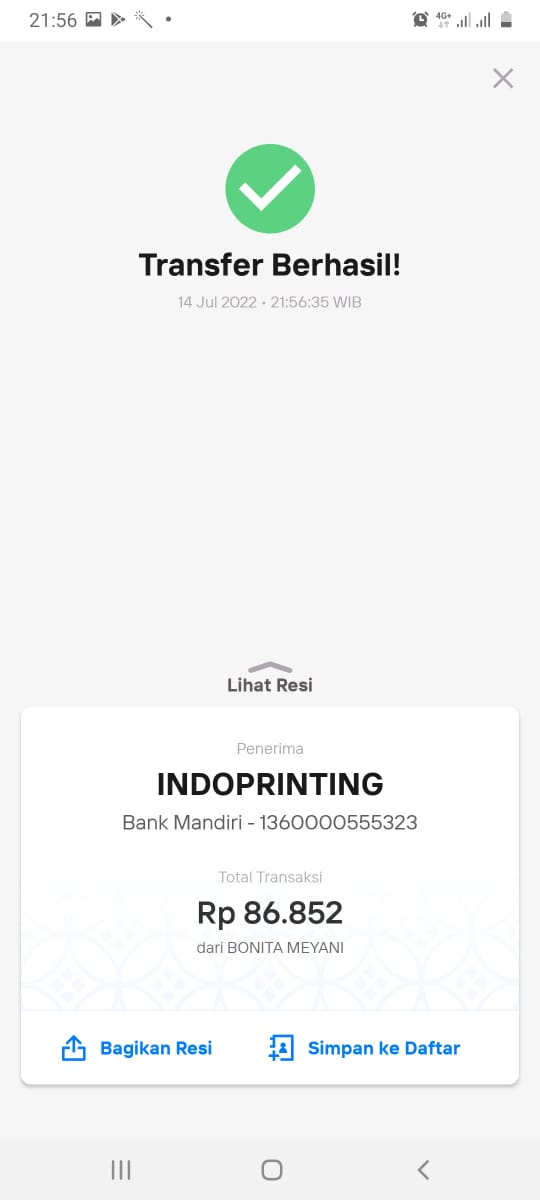 21:56
4G+
Transfer Berhasil!
14 Jul 2022 • 21:56:35 WIB
Lihat Resi
Penerima
INDOPRINTING
Bank Mandiri - 1360000555323
Total Transaksi
Rp 86.852
dari BONITA MEYANI
Bagikan Resi
Simpan ke Daftar